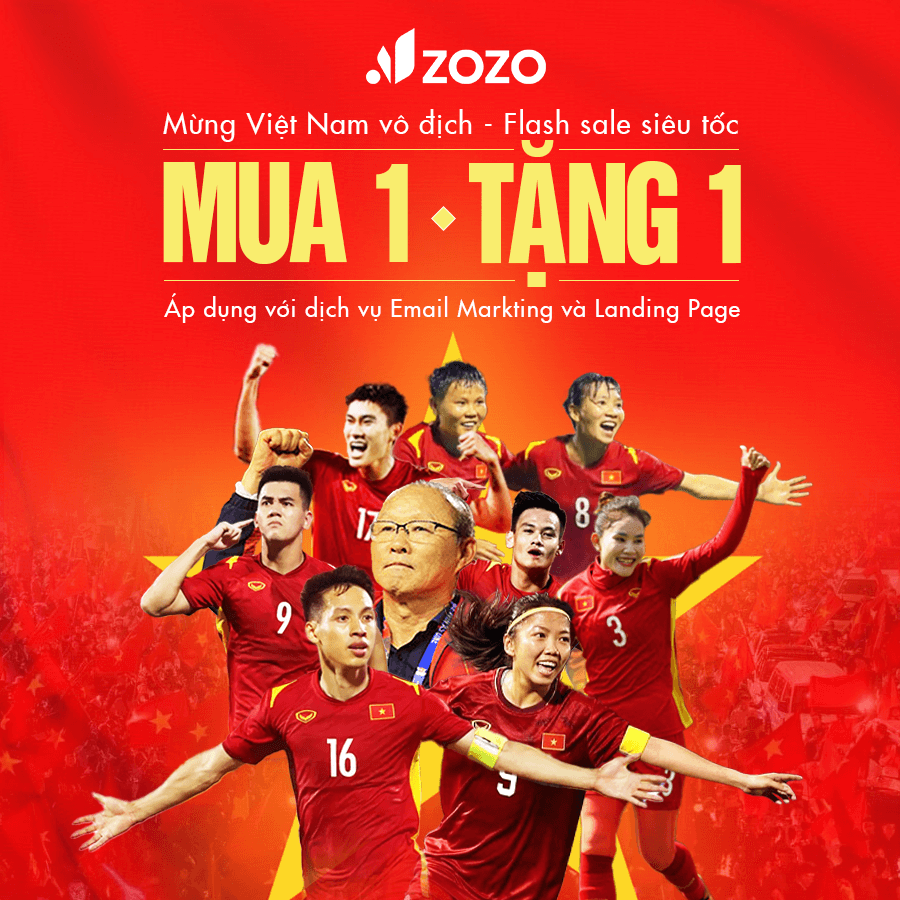 ZOZO
Mừng Việt Nam vô địch - Flash sale siêu tốc
MUA 1 · TẶNG 1
Áp dụng với dịch vụ Email Markting và Landing Page
17
8
9
3
16
9